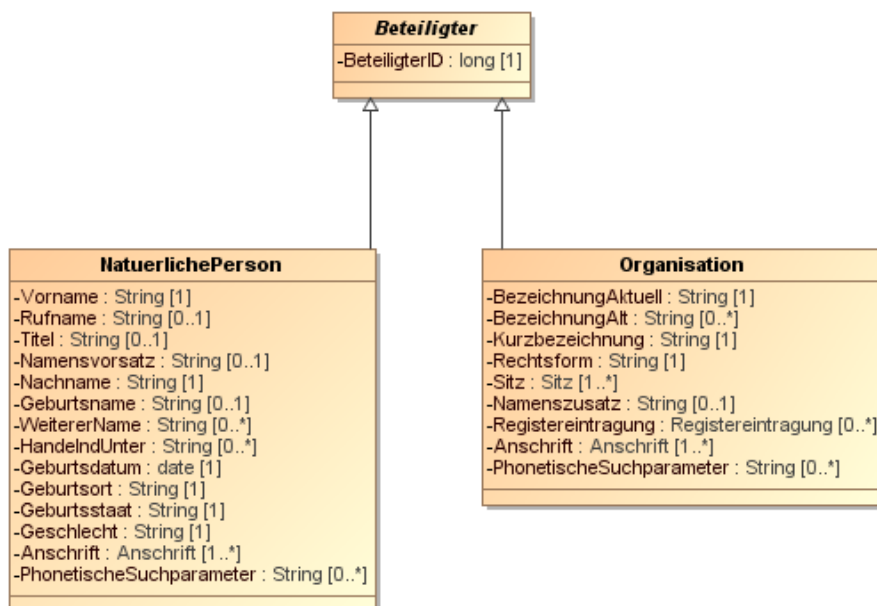 Beteiligter
-BeteiligterID : long [1]
NatuerlichePerson
-Vorname : String [1]
-Rufname : String [0..1]
-Titel : String [0..1]
-Namensvorsatz : String [0..1]
-Nachname : String [1]
-Geburtsname : String [0..1]
-WeitererName : String [0..*]
-HandelndUnter : String [0..*]
-Geburtsdatum : date [1]
-Geburtsort : String [1]
-Geburtsstaat : String [1]
-Geschlecht : String [1]
-Anschrift : Anschrift [1..*]
-PhonetischeSuchparameter : String [0..*]
Organisation
-BezeichnungAktuell : String [1]
-BezeichnungAlt : String [0..*]
-Kurzbezeichnung : String [1]
-Rechtsform : String [1]
-Sitz : Sitz [1..*]
-Namenszusatz : String [0..1]
-Registereintragung : Registereintragung [0..*]
-Anschrift : Anschrift [1..*]
-PhonetischeSuchparameter : String [0..*]